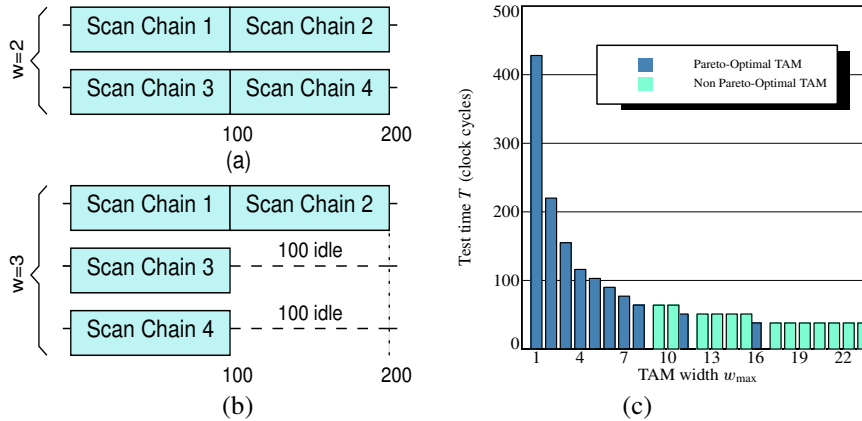 w=2
Scan Chain 1 Scan Chain 2
Scan Chain 3 Scan Chain 4
100 200
(a)
w=3
Scan Chain 1 Scan Chain 2
Scan Chain 3 100 idle
Scan Chain 4 100 idle
100 200
(b)
Test time T (clock cycles)
500
400
300
200
100
0
Pareto-Optimal TAM
Non Pareto-Optimal TAM
1 4 7 10 13 16 19 22
TAM width wmax
(c)